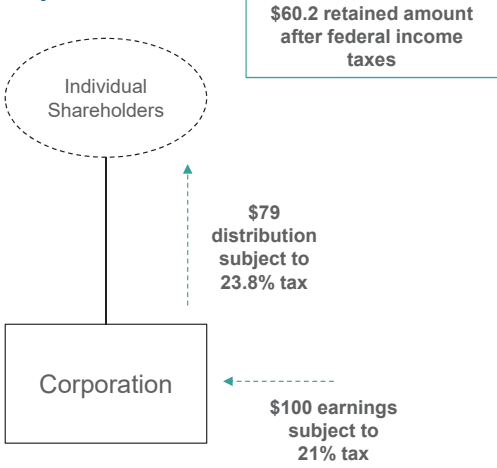 $60.2 retained amount
after federal income
taxes
Individual
Shareholders
$79
distribution
subject to
23.8% tax
Corporation
$100 earnings
subject to
21% tax